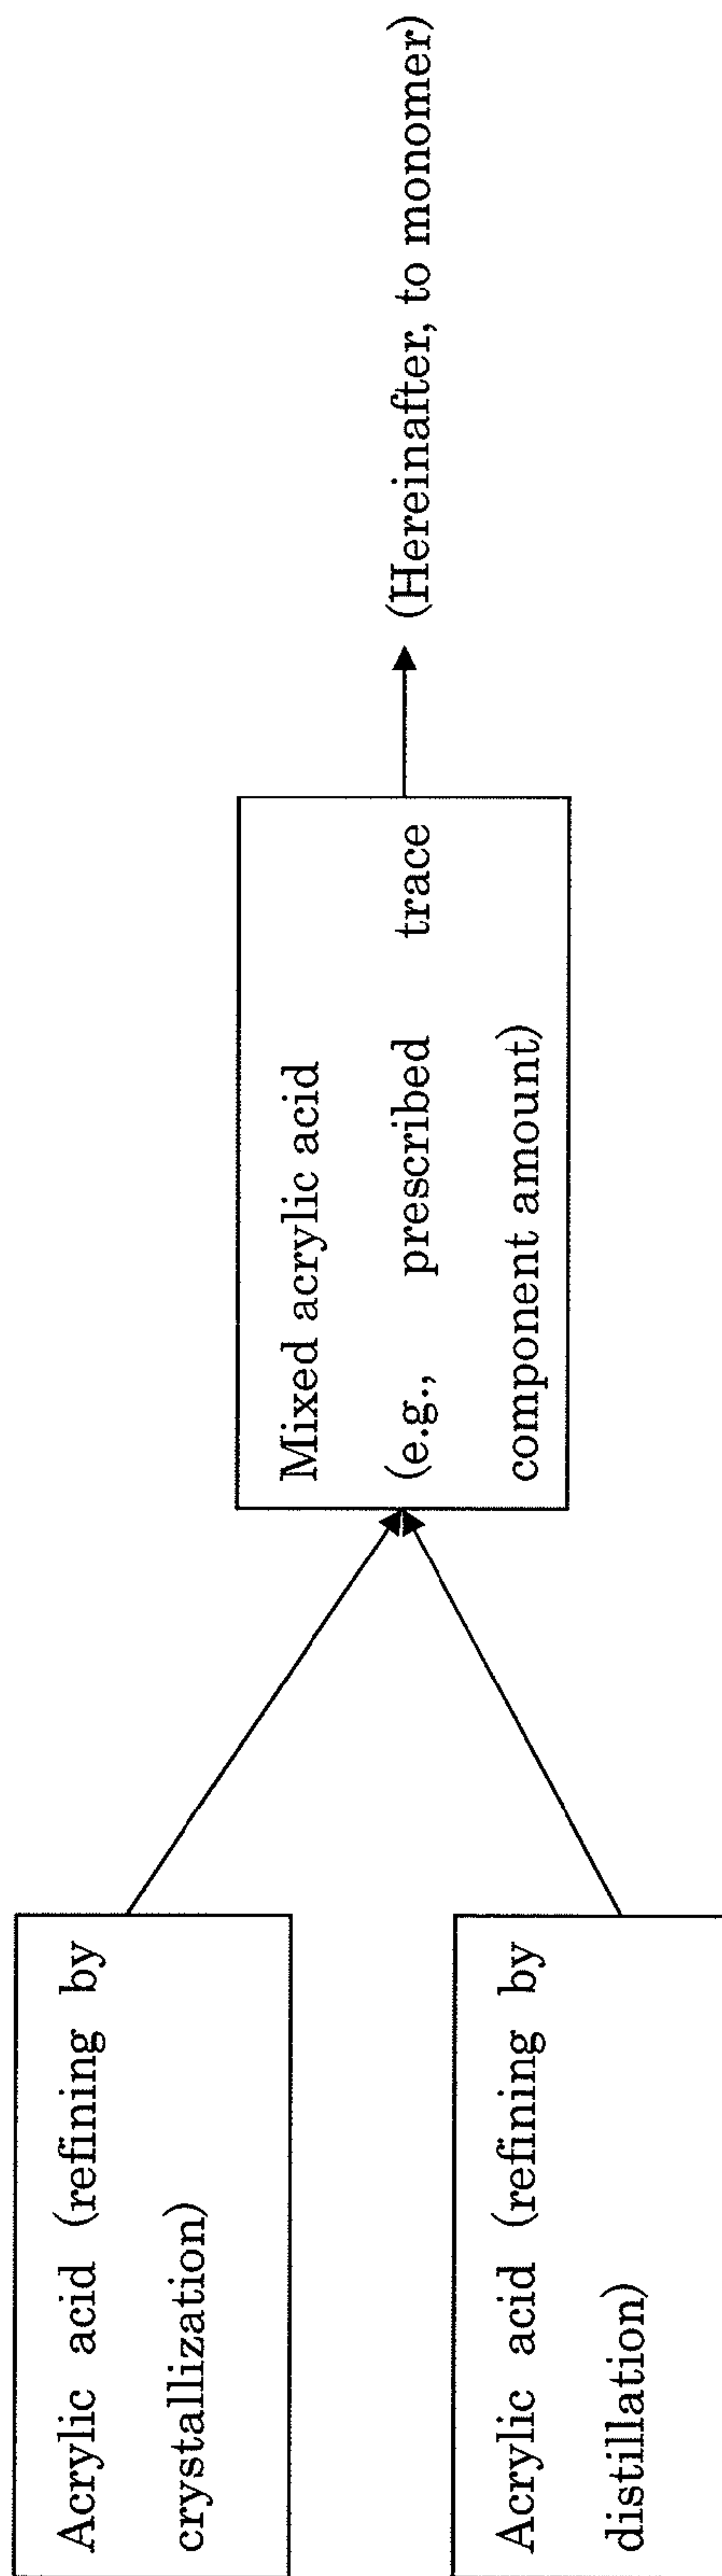 Acrylic acid (refining by
crystallization)
Acrylic acid (refining by
distillation)
Mixed acrylic acid
(e.g., prescribed trace
component amount)
(Hereinafter, to monomer)